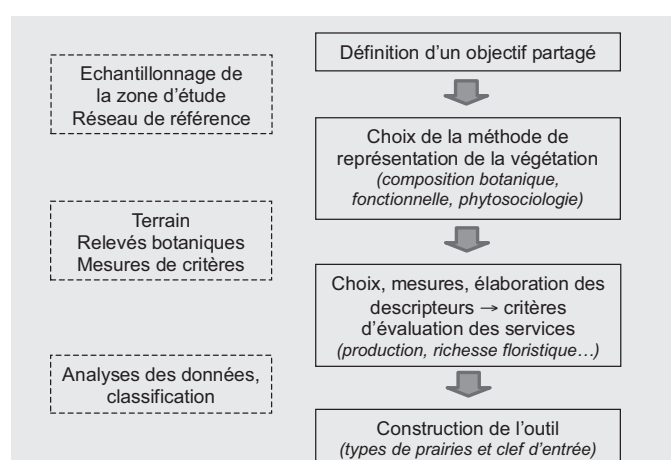 Définition d'un objectif partagé
Echantillonnage de
la zone d'étude
Réseau de référence
Choix de la méthode de
représentation de la végétation
(composition botanique,
fonctionnelle, phytosociologie)
Terrain
Relevés botaniques
Mesures de critères
Choix, mesures, élaboration des
descripteurs → critères
d'évaluation des services
(production, richesse floristique…)
Analyses des données,
classification
Construction de l'outil
(types de prairies et clef d'entrée)